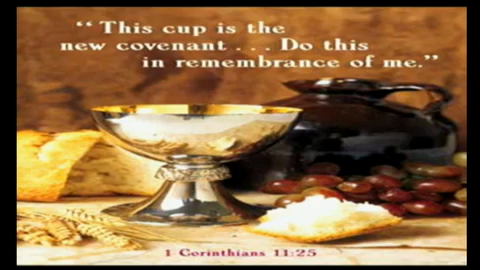 “This cup is the
new covenant . . . Do this
in remembrance of me.”
1 Corinthians 11:25